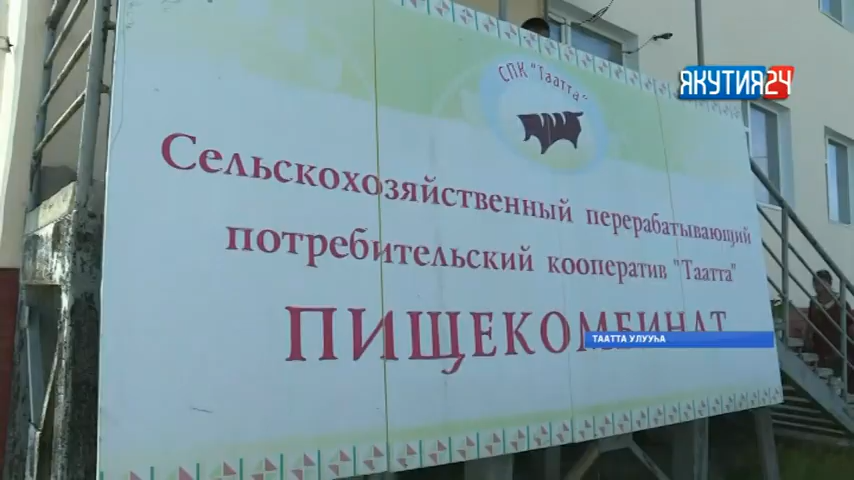 СПК "Таатта"
ЯКУТИЯ24
Сельскохозяйственный перерабатывающий
потребительский кооператив "Таатта"
ПИЩЕКОМБИНАТ
ТААТТА УЛУУҺА